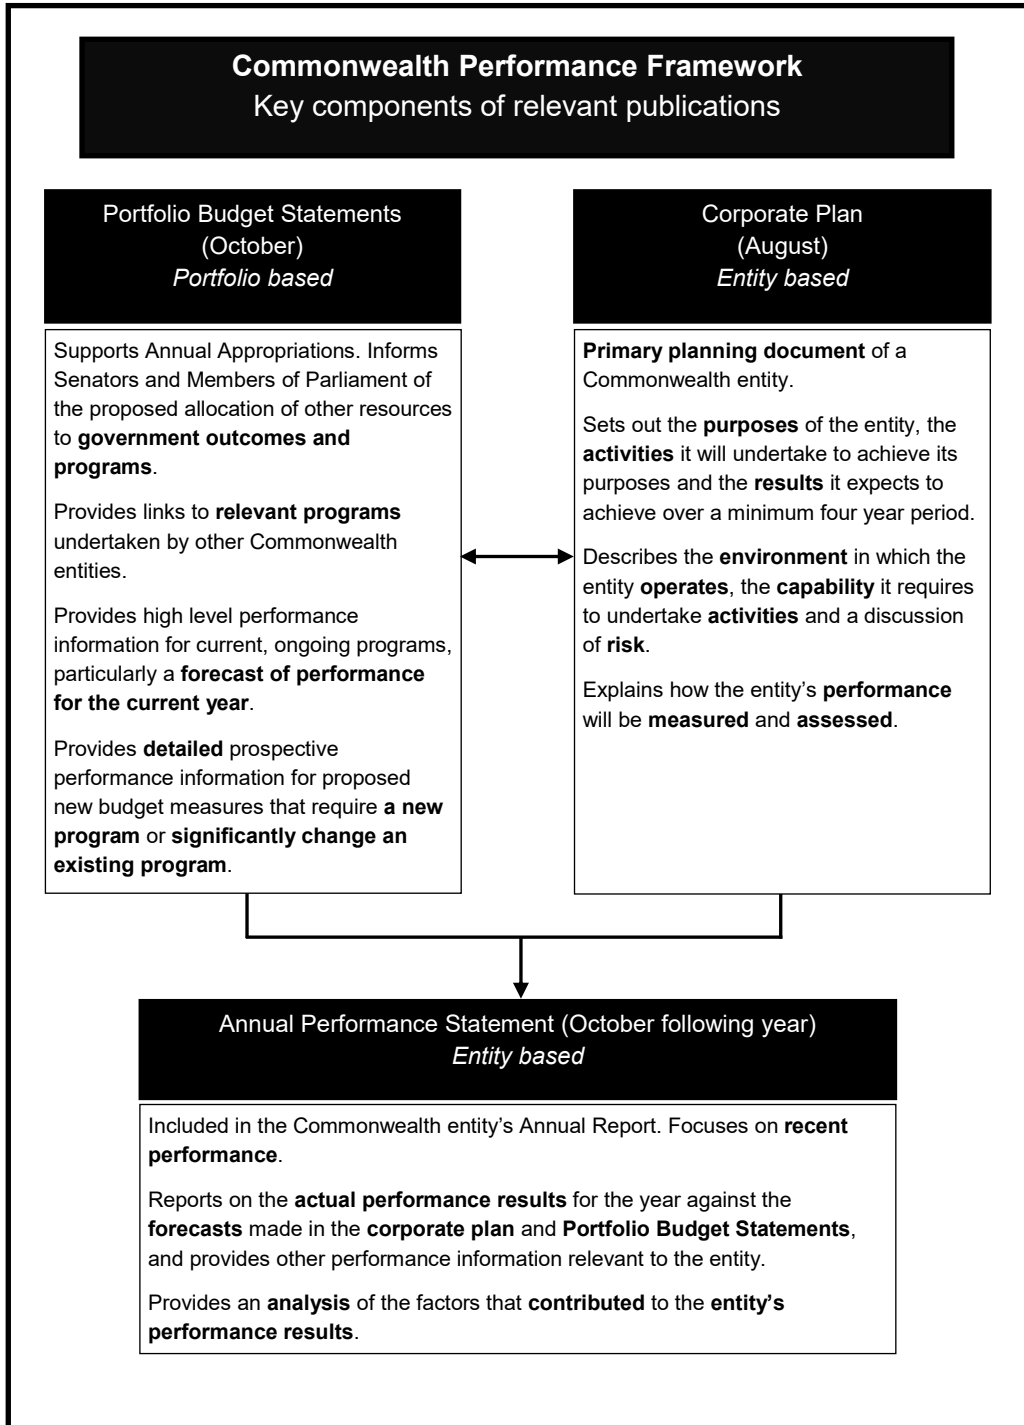 Commonwealth Performance Framework
Key components of relevant publications
Portfolio Budget Statements
(October)
Portfolio based
Supports Annual Appropriations. Informs
Senators and Members of Parliament of
the proposed allocation of other resources
to government outcomes and
programs.
Provides links to relevant programs
undertaken by other Commonwealth
entities.
Provides high level performance
information for current, ongoing programs,
particularly a forecast of performance
for the current year.
Provides detailed prospective
performance information for proposed
new budget measures that require a new
program or significantly change an
existing program.
Corporate Plan
(August)
Entity based
Primary planning document of a
Commonwealth entity.
Sets out the purposes of the entity, the
activities it will undertake to achieve its
purposes and the results it expects to
achieve over a minimum four year period.
Describes the environment in which the
entity operates, the capability it requires
to undertake activities and a discussion
of risk.
Explains how the entity’s performance
will be measured and assessed.
Annual Performance Statement (October following year)
Entity based
Included in the Commonwealth entity’s Annual Report. Focuses on recent
performance.
Reports on the actual performance results for the year against the
forecasts made in the corporate plan and Portfolio Budget Statements,
and provides other performance information relevant to the entity.
Provides an analysis of the factors that contributed to the entity’s
performance results.